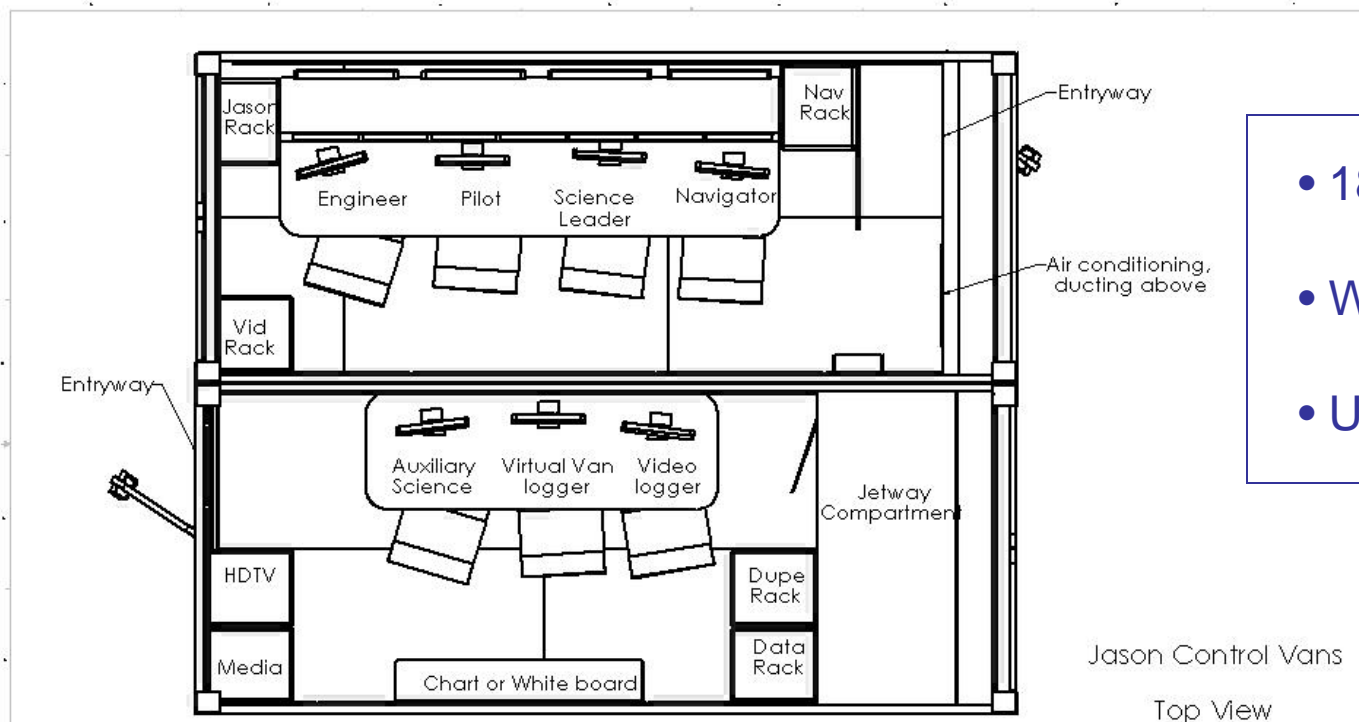 Jason
Rack
Nav
Rack
Entryway
Engineer
Pilot
Science
Leader
Navigator
Air conditioning,
ducting above
Vid
Rack
Entryway
Auxiliary
Science
Virtual Van
logger
Video
logger
Jetway
Compartment
HDTV
Dupe
Rack
Media
Data
Rack
Chart or White board
Jason Control Vans
Top View
• 18
• W
• U